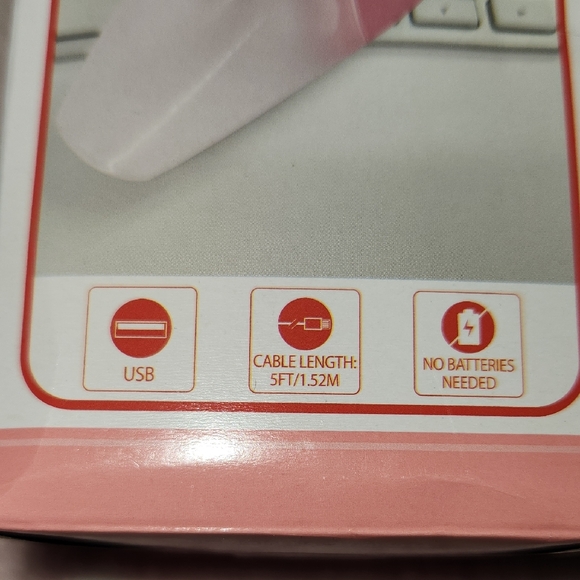 USB
CABLE LENGTH:
5FT/1.52M
NO BATTERIES
NEEDED